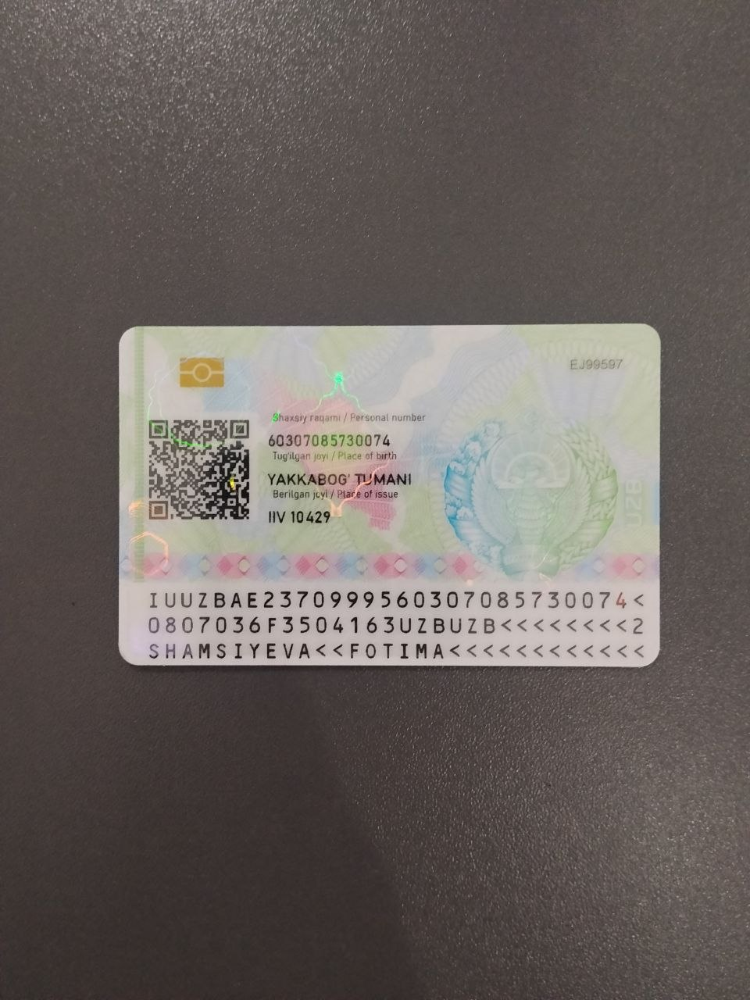 EJ99597
Shaxsiy raqami / Personal number
60307085730074
Tug'ilgan joyi / Place of birth
YAKKABOG' TUMANI
Berilgan joyi / Place of issue
IIV 10429
UZB
IUUZBAE2370999560307085730074<
0807036F3504163UZBUZB<<<<<<<<2
SHAMSIYEVA<<FOTIMA<<<<<<<<<<<<